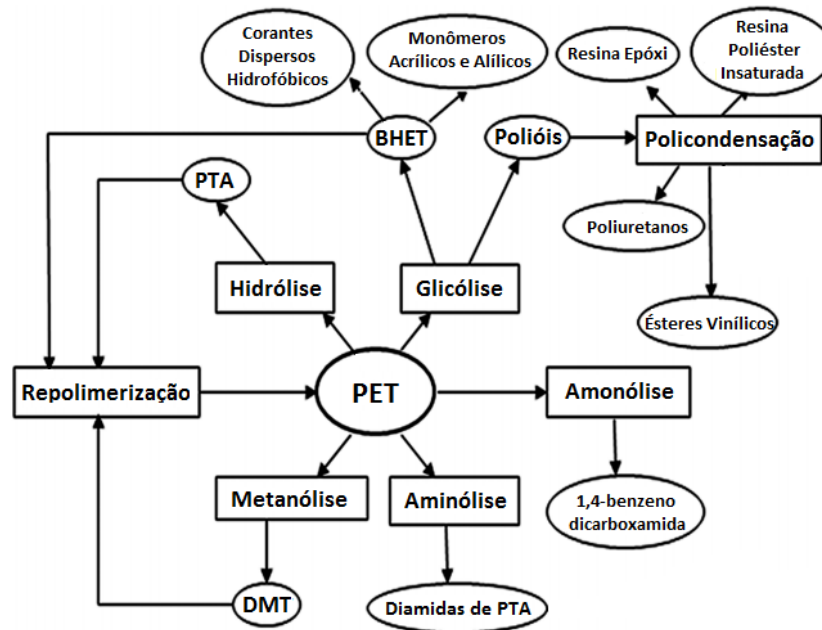 Corantes
Dispersos
Hidrofóbicos
Monômeros
Acrílicos e Alílicos
Resina Epóxi
Resina
Poliéster
Insaturada
BHET
Polióis
Policondensação
PTA
Poliuretanos
Hidrólise
Glicólise
Ésteres Vinílicos
Repolimerização
PET
Amonólise
Metanólise
Aminólise
1,4-benzeno
dicarboxamida
DMT
Diamidas de PTA